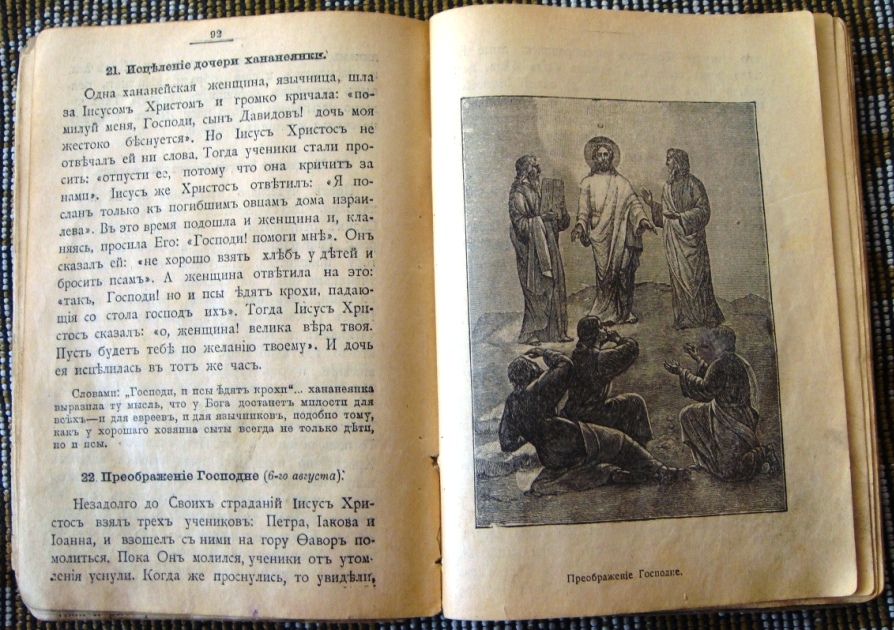 92
21. Исцѣленіе дочери хананеянки.
Одна хананейская женщина, язычница, шла
за Іисусомъ Христомъ и громко кричала: «по-
милуй меня, Господи, сынъ Давидовъ! дочь моя
жестоко бѣснуется». Но Іисусъ Христосъ не
отвѣчалъ ей ни слова. Тогда ученики стали про-
сить: «отпусти ее, потому что она кричитъ за
нами». Іисусъ же Христосъ отвѣтилъ: «Я по-
сланъ только къ погибшимъ овцамъ дома израи-
лева». Въ это время подошла и женщина и, кла-
няясь, просила Его: «Господи! помоги мнѣ». Онъ
сказалъ ей: «не хорошо взять хлѣбъ у дѣтей и
бросить псамъ». А женщина отвѣтила на это:
«такъ, Господи! но и псы ѣдятъ крохи, падаю-
щія со стола господъ ихъ». Тогда Іисусъ Хри-
стосъ сказалъ: «о, женщина! велика вѣра твоя.
Пусть будетъ тебѣ по желанію твоему». И дочь
ея исцѣлилась въ тотъ же часъ.
Словами: „Господи, и псы ѣдятъ крохи“... хананеянка
выразила ту мысль, что у Бога достанетъ милости для
всѣхъ—и для евреевъ, и для язычниковъ, подобно тому,
какъ у хорошаго хозяина сыты всегда не только дѣти,
но и псы.
22. Преображеніе Господне (6-го августа).
Незадолго до Своихъ страданій Іисусъ Хри-
стосъ взялъ трехъ учениковъ: Петра, Іакова и
Іоанна, и взошелъ съ ними на гору Ѳаворъ по-
молиться. Пока Онъ молился, ученики отъ утом-
ленія уснули. Когда же проснулись, то увидѣли,
Преображеніе Господне.